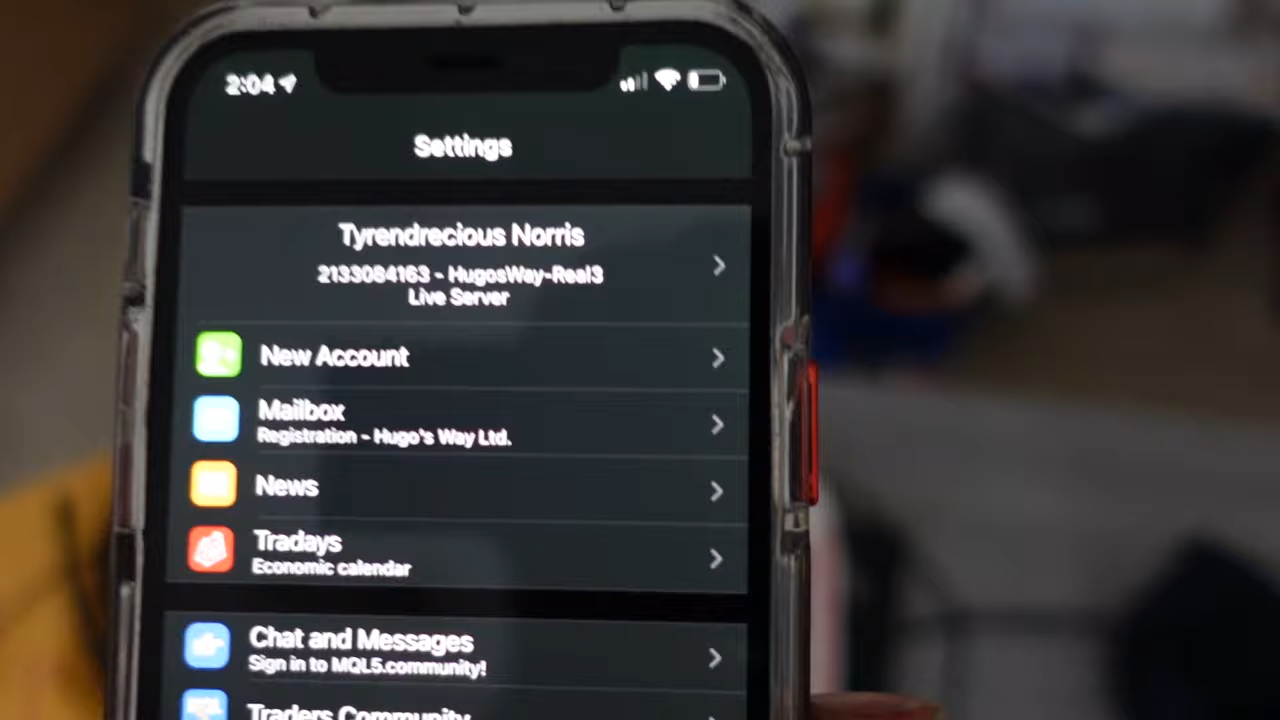 2:04
Settings
Tyrendrecious Norris
2133084163 - HugosWay-Real3
Live Server
New Account
Mailbox
Registration - Hugo's Way Ltd.
News
Tradays
Economic calendar
Chat and Messages
Sign in to MQL5.community!
Traders Community